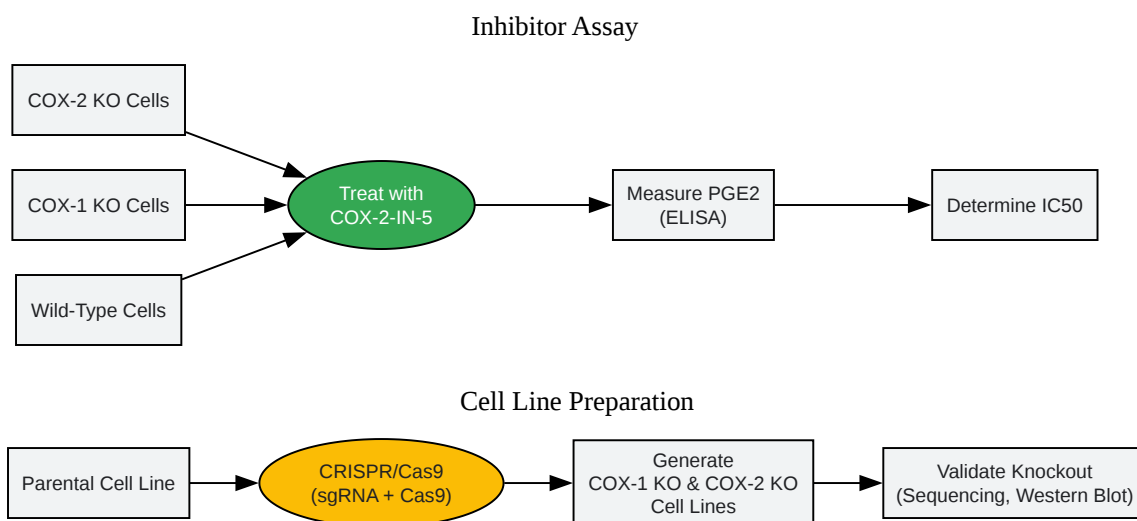 Inhibitor Assay
COX-2 KO Cells
COX-1 KO Cells
Wild-Type Cells
Treat with
COX-2-IN-5
Measure PGE2
(ELISA)
Determine IC50
Cell Line Preparation
Parental Cell Line
CRISPR/Cas9
(sgRNA + Cas9)
Generate
COX-1 KO & COX-2 KO
Cell Lines
Validate Knockout
(Sequencing, Western Blot)